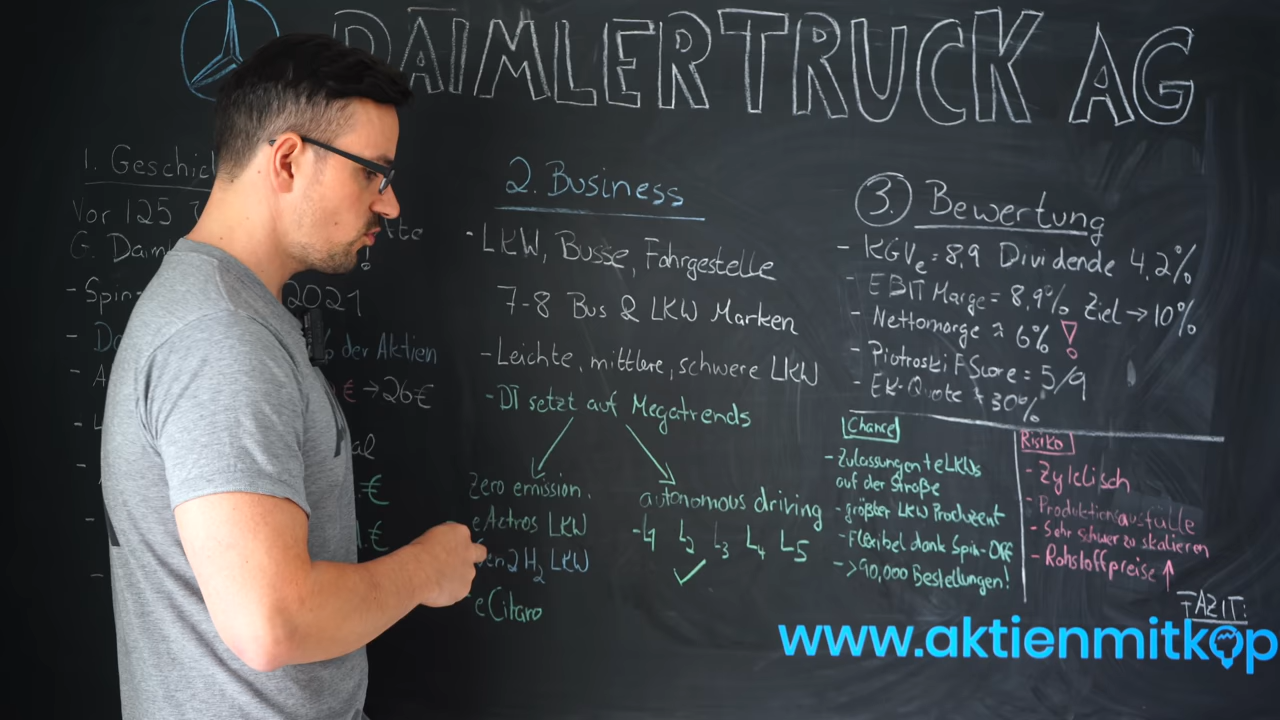 DAIMLERTRUCK AG
1. Geschic
Vor 125
G. Daim
- Spin- 2021
der Aktien
€ → 26€
€
€
2. Business
- LKW, Busse, Fahrgestelle
7-8 Bus & LKW Marken
- Leichte, mittlere, schwere LKW
- DT setzt auf Megatrends
Zero emission.
eActros LKW
H2 LKW
eCitaro
autonomous driving
L2 L3 L4 L5
✓
3. Bewertung
- KGVe = 8,9 Dividende 4,2%
- EBIT Marge = 8,9% Ziel → 10%
- Nettomarge ≈ 6% !
- Piotroski F Score = 5/9
- EK-Quote ≈ 30%
Chance
- Zulassungen + eLKWs
auf der Straße
- größter LKW Produzent
- Flexibel dank Spin-Off
- >90,000 Bestellungen!
Risiko
- Zylclisch
- Produktionsausfälle
- Sehr schwer zu skalieren
- Rohstoffpreise ↑
FAZIT:
www.aktienmitkop